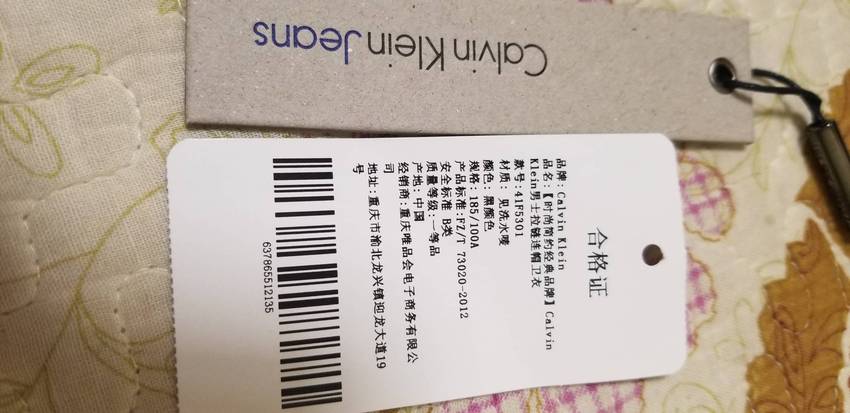 Calvin Klein Jeans
合格证
品牌:Calvin Klein
品名:【时尚简约经典品牌】Calvin
Klein男士拉链连帽卫衣
款号:41F5301
材质: 见洗水唛
颜色: 黑颜色
规格:185/100A
产品标准:FZ/T 73020-2012
安全标准 B类
质量等级:一等品
产地: 中国
经销商:重庆唯品会电子商务有限公
司
地址:重庆市渝北龙兴镇迎龙大道19
号
637865512135